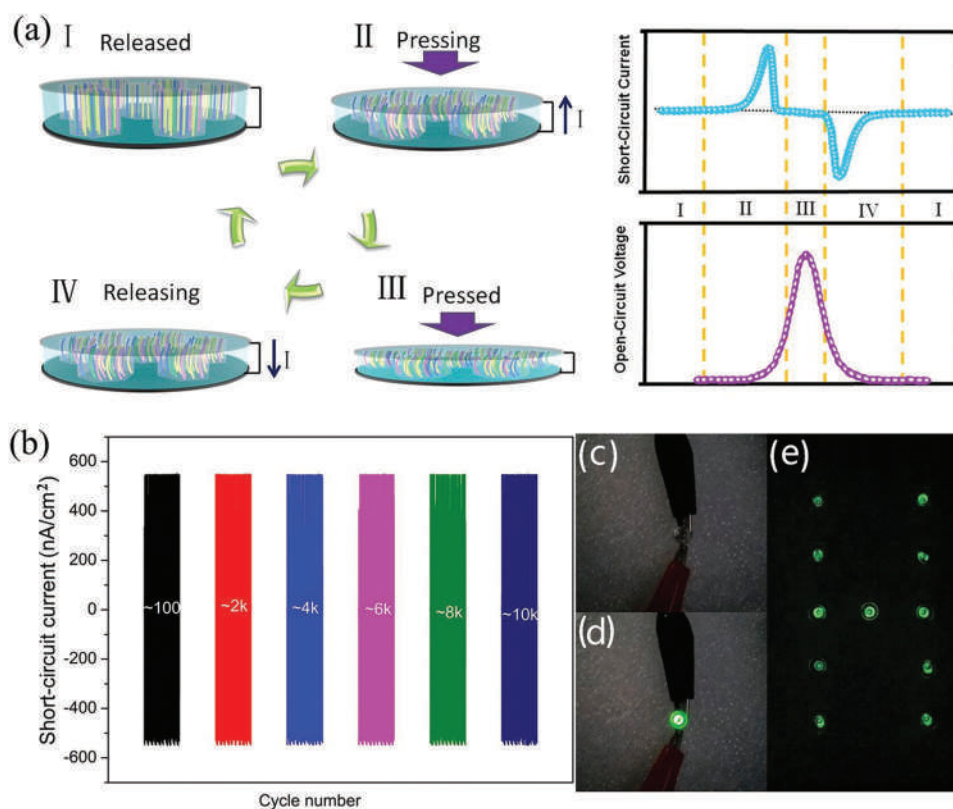 (a)
I Released
II Pressing
I
IV Releasing
I
III Pressed
Short-Circuit Current
I II III IV I
Open-Circuit Voltage
(b)
Short-circuit current (nA/cm²)
600
400
200
0
-200
-400
-600
~100 ~2k ~4k ~6k ~8k ~10k
Cycle number
(c)
(d)
(e)